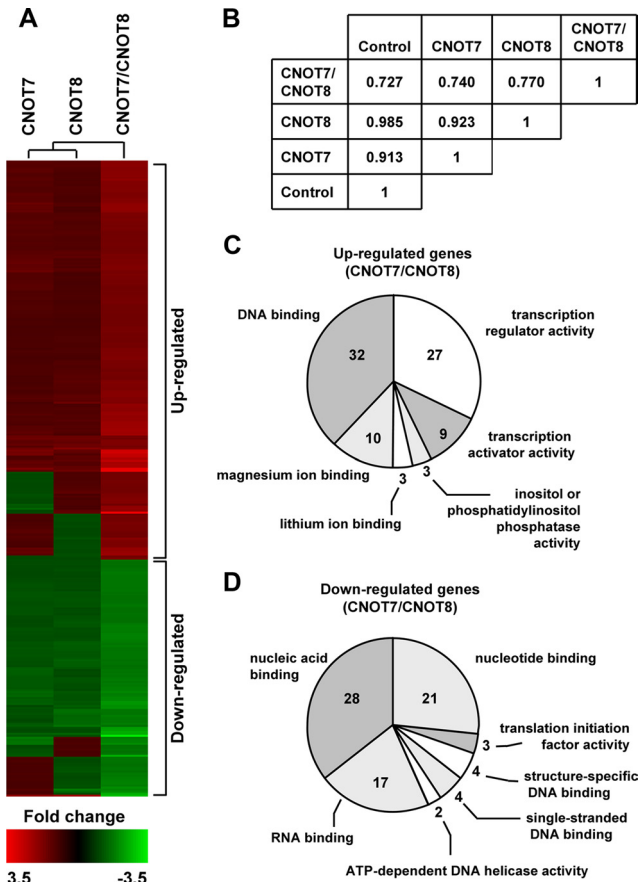 A
CNOT7
CNOT8
CNOT7/CNOT8
Up-regulated
Down-regulated
Fold change
3.5
-3.5
B
Control
CNOT7
CNOT8
CNOT7/
CNOT8
CNOT7/
CNOT8
0.727
0.740
0.770
1
CNOT8
0.985
0.923
1
CNOT7
0.913
1
Control
1
C
Up-regulated genes
(CNOT7/CNOT8)
DNA binding
32
27
transcription
regulator activity
9
transcription
activator activity
10
magnesium ion binding
3
lithium ion binding
3
inositol or
phosphatidylinositol
phosphatase
activity
D
Down-regulated genes
(CNOT7/CNOT8)
nucleic acid
binding
28
21
nucleotide binding
3
translation initiation
factor activity
4
structure-specific
DNA binding
4
single-stranded
DNA binding
17
RNA binding
2
ATP-dependent DNA helicase activity